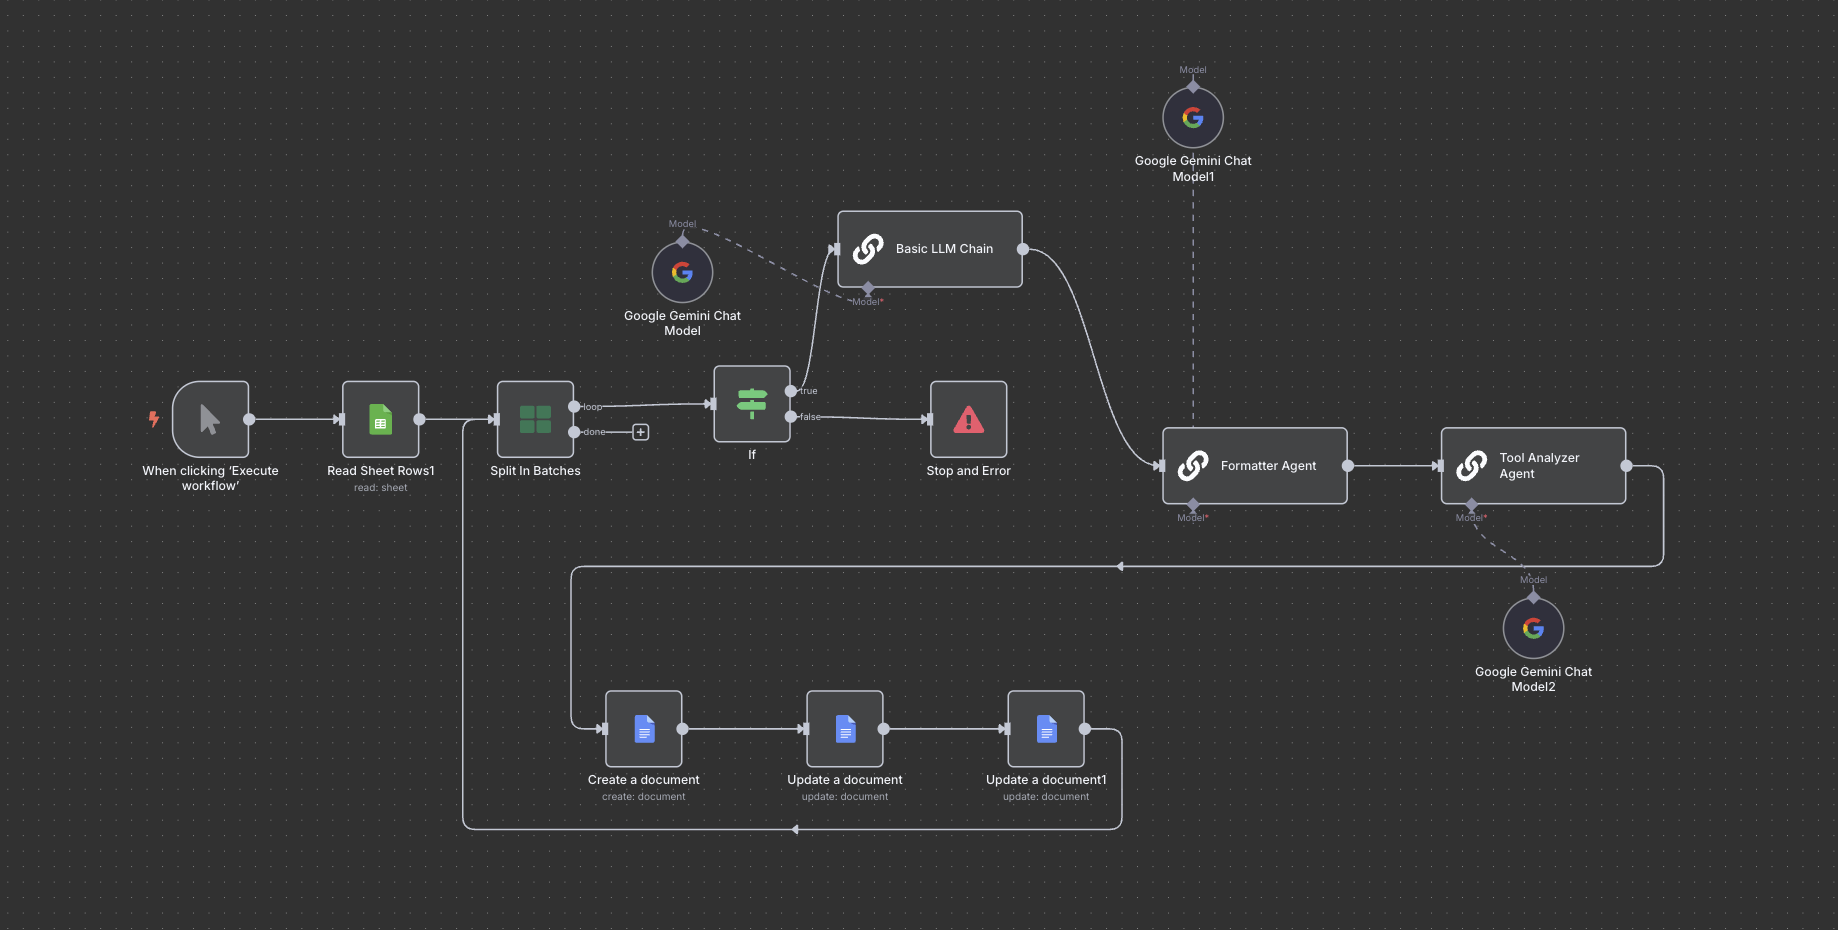 Model
Google Gemini Chat
Model1
Model
Google Gemini Chat
Model
Basic LLM Chain
Model*
When clicking ‘Execute
workflow’
Read Sheet Rows1
read: sheet
loop
done
Split In Batches
true
false
If
Stop and Error
Formatter Agent
Model*
Tool Analyzer
Agent
Model*
Model
Google Gemini Chat
Model2
Create a document
create: document
Update a document
update: document
Update a document1
update: document